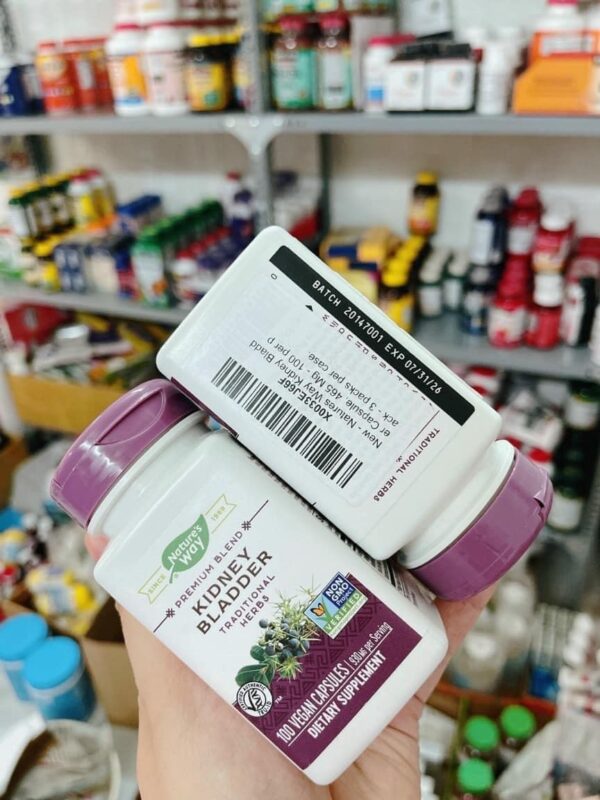 BATCH 20147001 EXP 07/31/26
X0033EJ66F
New - Natures Way Kidney Bladd
er Capsule 465 Mg - 100 per p
ack - 3 packs per case
TRADITIONAL HERBS
SINCE 1969
Nature's
Way
PREMIUM BLEND
KIDNEY
BLADDER
TRADITIONAL
HERBS
NON
GMO
Project
VERIFIED
100 VEGAN CAPSULES | 930 MG per Serving
DIETARY SUPPLEMENT